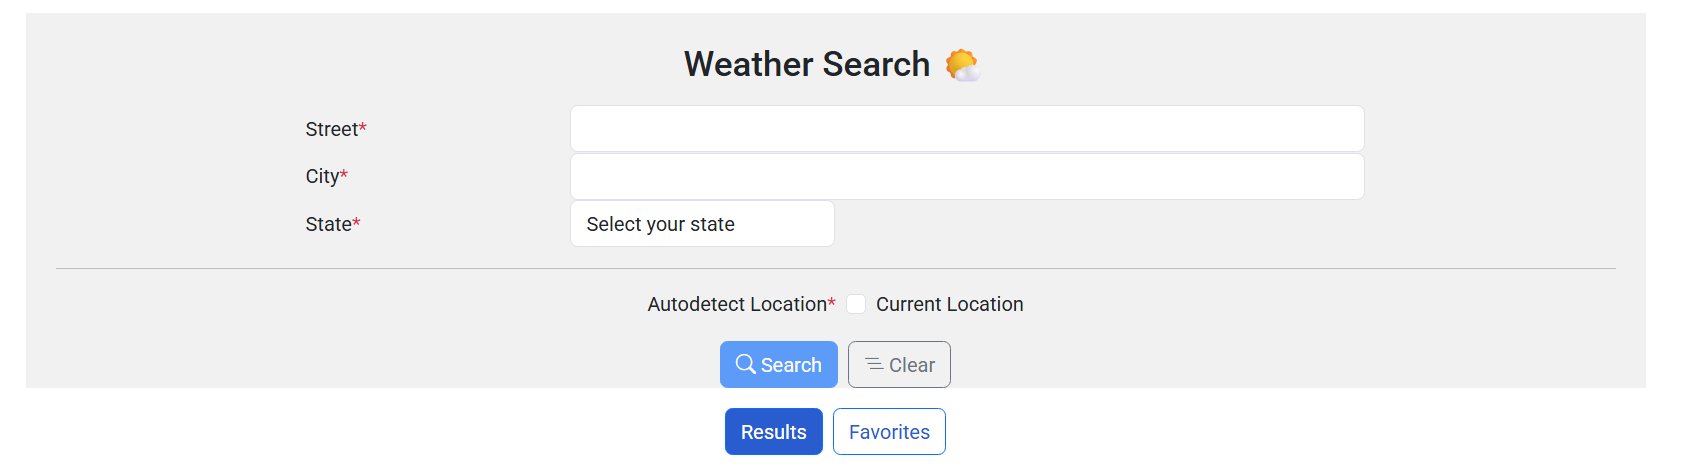 Weather Search
Street*
City*
State* Select your state
Autodetect Location* Current Location
Search Clear
Results Favorites